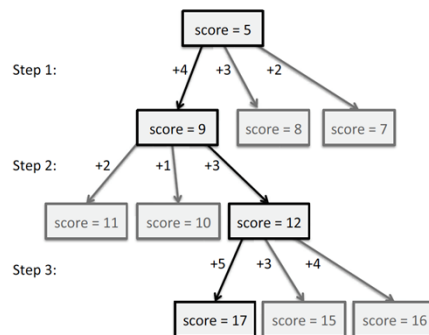 score = 5
Step 1:
+4 +3 +2
score = 9 score = 8 score = 7
Step 2:
+2 +1 +3
score = 11 score = 10 score = 12
Step 3:
+5 +3 +4
score = 17 score = 15 score = 16